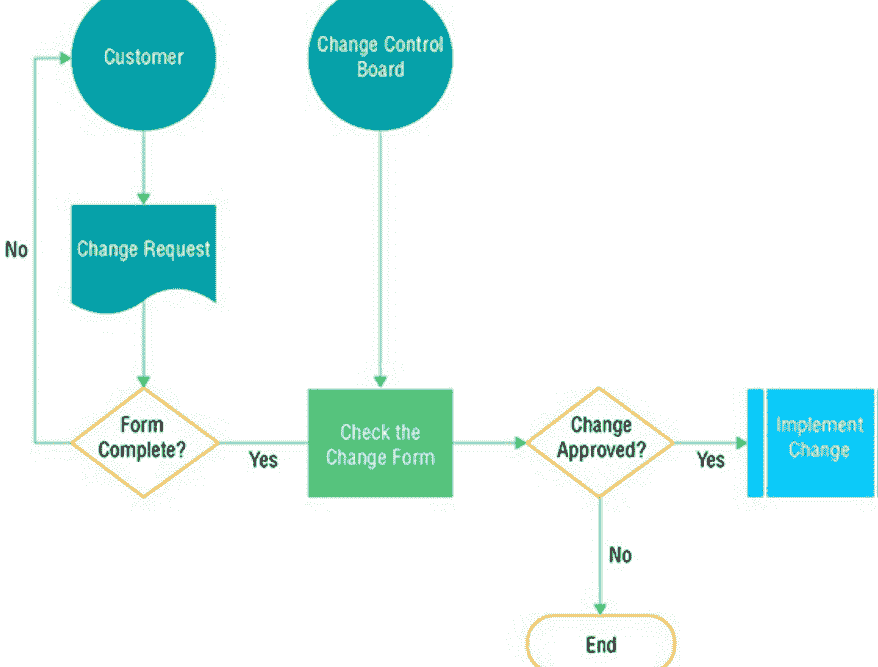 Customer
Change Control
Board
No
Change Request
Form
Complete?
Yes
Check the
Change Form
Change
Approved?
Yes
Implement
Change
No
End